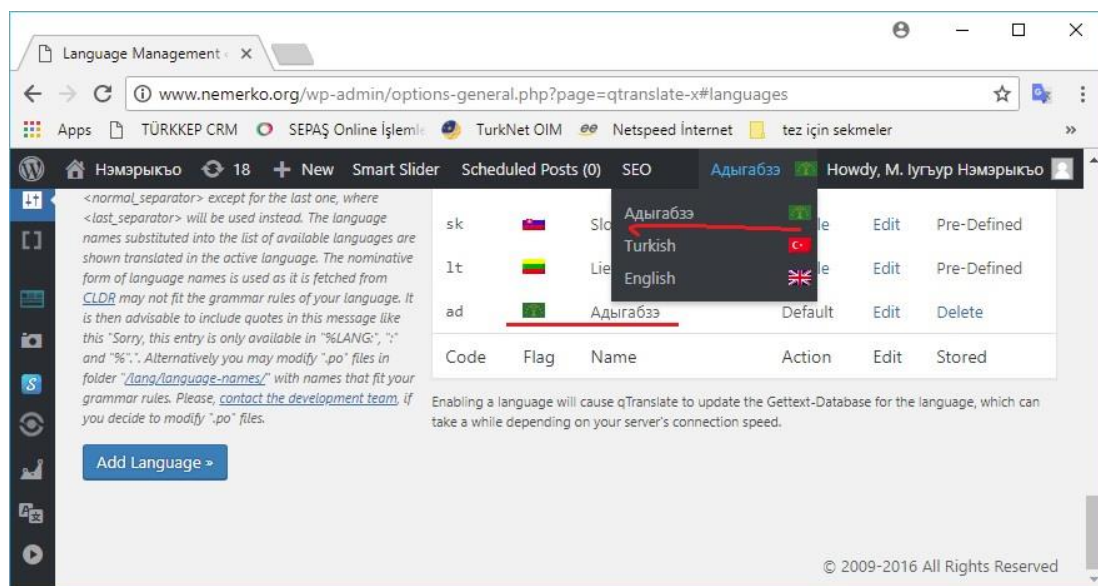 Language Management
www.nemerko.org/wp-admin/options-general.php?page=qtranslate-x#languages
Apps TÜRKKEP CRM SEPAŞ Online İşlemle TurkNet OIM Netspeed İnternet tez için sekmeler »
Нэмэрыкъо 18 New Smart Slider Scheduled Posts (0) SEO Адыгабзэ Howdy, M. Іугъур Нэмэрыкъо
<normal_separator> except for the last one, where
<last_separator> will be used instead. The language
names substituted into the list of available languages are
shown translated in the active language. The nominative
form of language names is used as it is fetched from
CLDR may not fit the grammar rules of your language. It
is then advisable to include quotes in this message like
this "Sorry, this entry is only available in "%LANG:", ":"
and "%".". Alternatively you may modify ".po" files in
folder "/lang/language-names/" with names that fit your
grammar rules. Please, contact the development team, if
you decide to modify ".po" files.
Add Language »
Адыгабзэ
Turkish
English
sk Slo le Edit Pre-Defined
lt Lie le Edit Pre-Defined
ad Адыгабзэ Default Edit Delete
Code Flag Name Action Edit Stored
Enabling a language will cause qTranslate to update the Gettext-Database for the language, which can
take a while depending on your server's connection speed.
© 2009-2016 All Rights Reserved